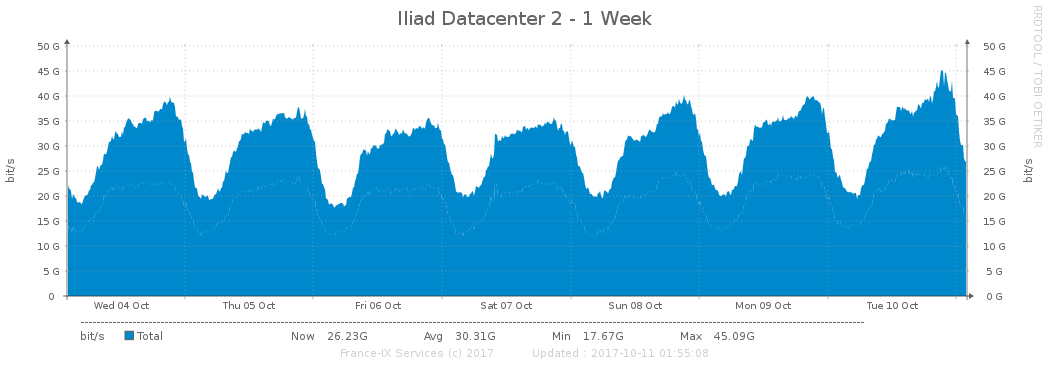 Iliad Datacenter 2 - 1 Week
RRDTOOL / TOBI OETIKER
50 G 50 G
45 G 45 G
40 G 40 G
35 G 35 G
30 G 30 G
25 G 25 G
20 G 20 G
15 G 15 G
10 G 10 G
5 G 5 G
0 0 G
bit/s bit/s
Wed 04 Oct Thu 05 Oct Fri 06 Oct Sat 07 Oct Sun 08 Oct Mon 09 Oct Tue 10 Oct
bit/s Total Now 26.23G Avg 30.31G Min 17.67G Max 45.09G
France-IX Services (c) 2017 Updated : 2017-10-11 01:55:08